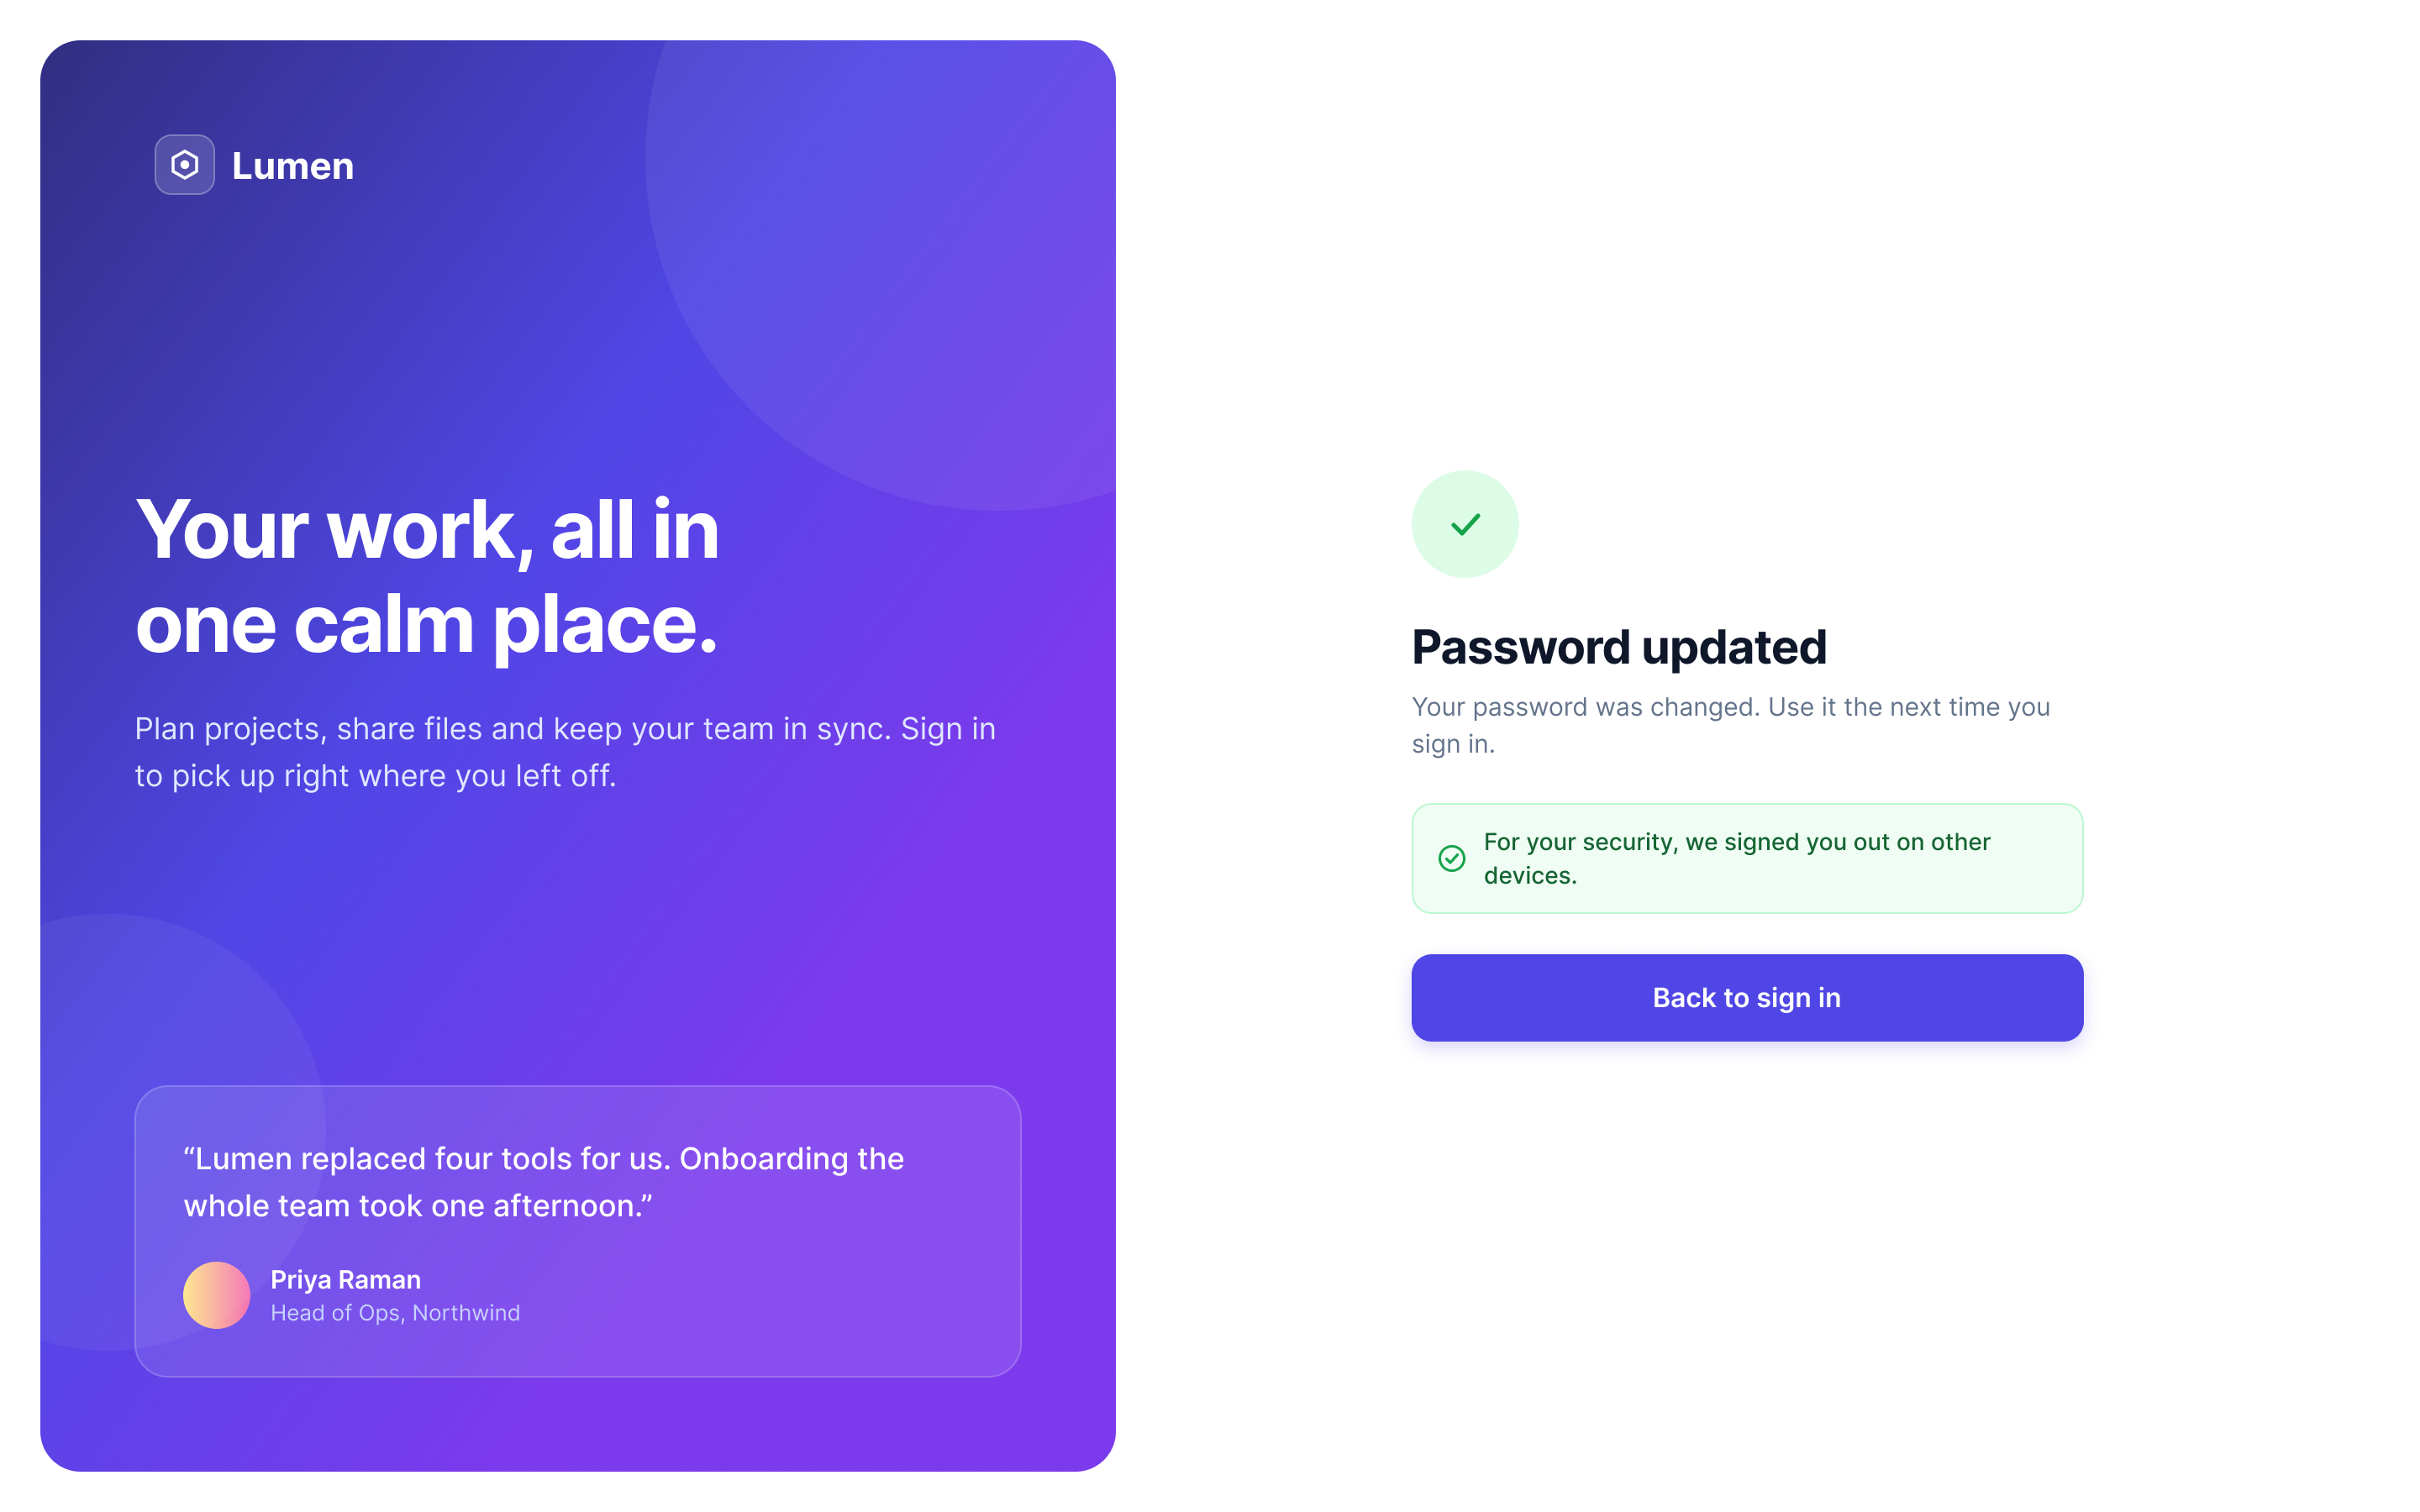 Lumen
Your work, all in
one calm place.
Plan projects, share files and keep your team in sync. Sign in
to pick up right where you left off.
“Lumen replaced four tools for us. Onboarding the
whole team took one afternoon.”
Priya Raman
Head of Ops, Northwind
Password updated
Your password was changed. Use it the next time you
sign in.
For your security, we signed you out on other
devices.
Back to sign in